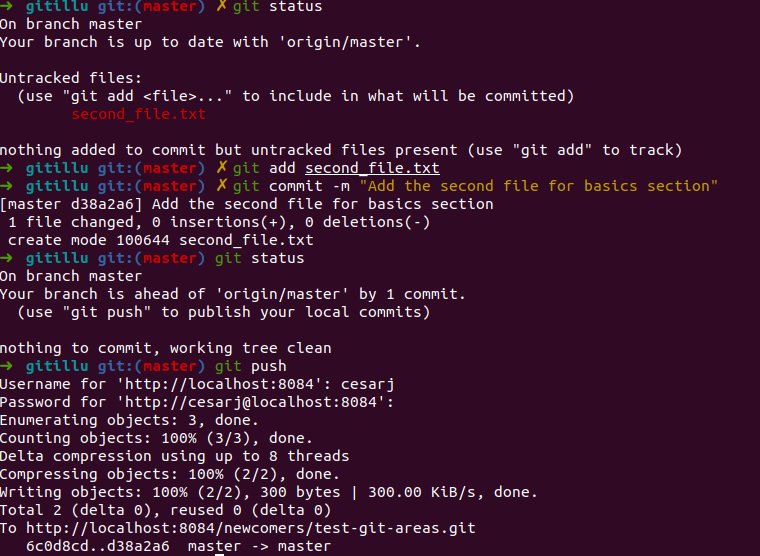 ➜ gitillu git:(master) ✗ git status
On branch master
Your branch is up to date with 'origin/master'.
Untracked files:
(use "git add <file>..." to include in what will be committed)
second_file.txt
nothing added to commit but untracked files present (use "git add" to track)
➜ gitillu git:(master) ✗ git add second_file.txt
➜ gitillu git:(master) ✗ git commit -m "Add the second file for basics section"
[master d38a2a6] Add the second file for basics section
1 file changed, 0 insertions(+), 0 deletions(-)
create mode 100644 second_file.txt
➜ gitillu git:(master) git status
On branch master
Your branch is ahead of 'origin/master' by 1 commit.
(use "git push" to publish your local commits)
nothing to commit, working tree clean
➜ gitillu git:(master) git push
Username for 'http://localhost:8084': cesarj
Password for 'http://cesarj@localhost:8084':
Enumerating objects: 3, done.
Counting objects: 100% (3/3), done.
Delta compression using up to 8 threads
Compressing objects: 100% (2/2), done.
Writing objects: 100% (2/2), 300 bytes | 300.00 KiB/s, done.
Total 2 (delta 0), reused 0 (delta 0)
To http://localhost:8084/newcomers/test-git-areas.git
6c0d8cd..d38a2a6 master -> master